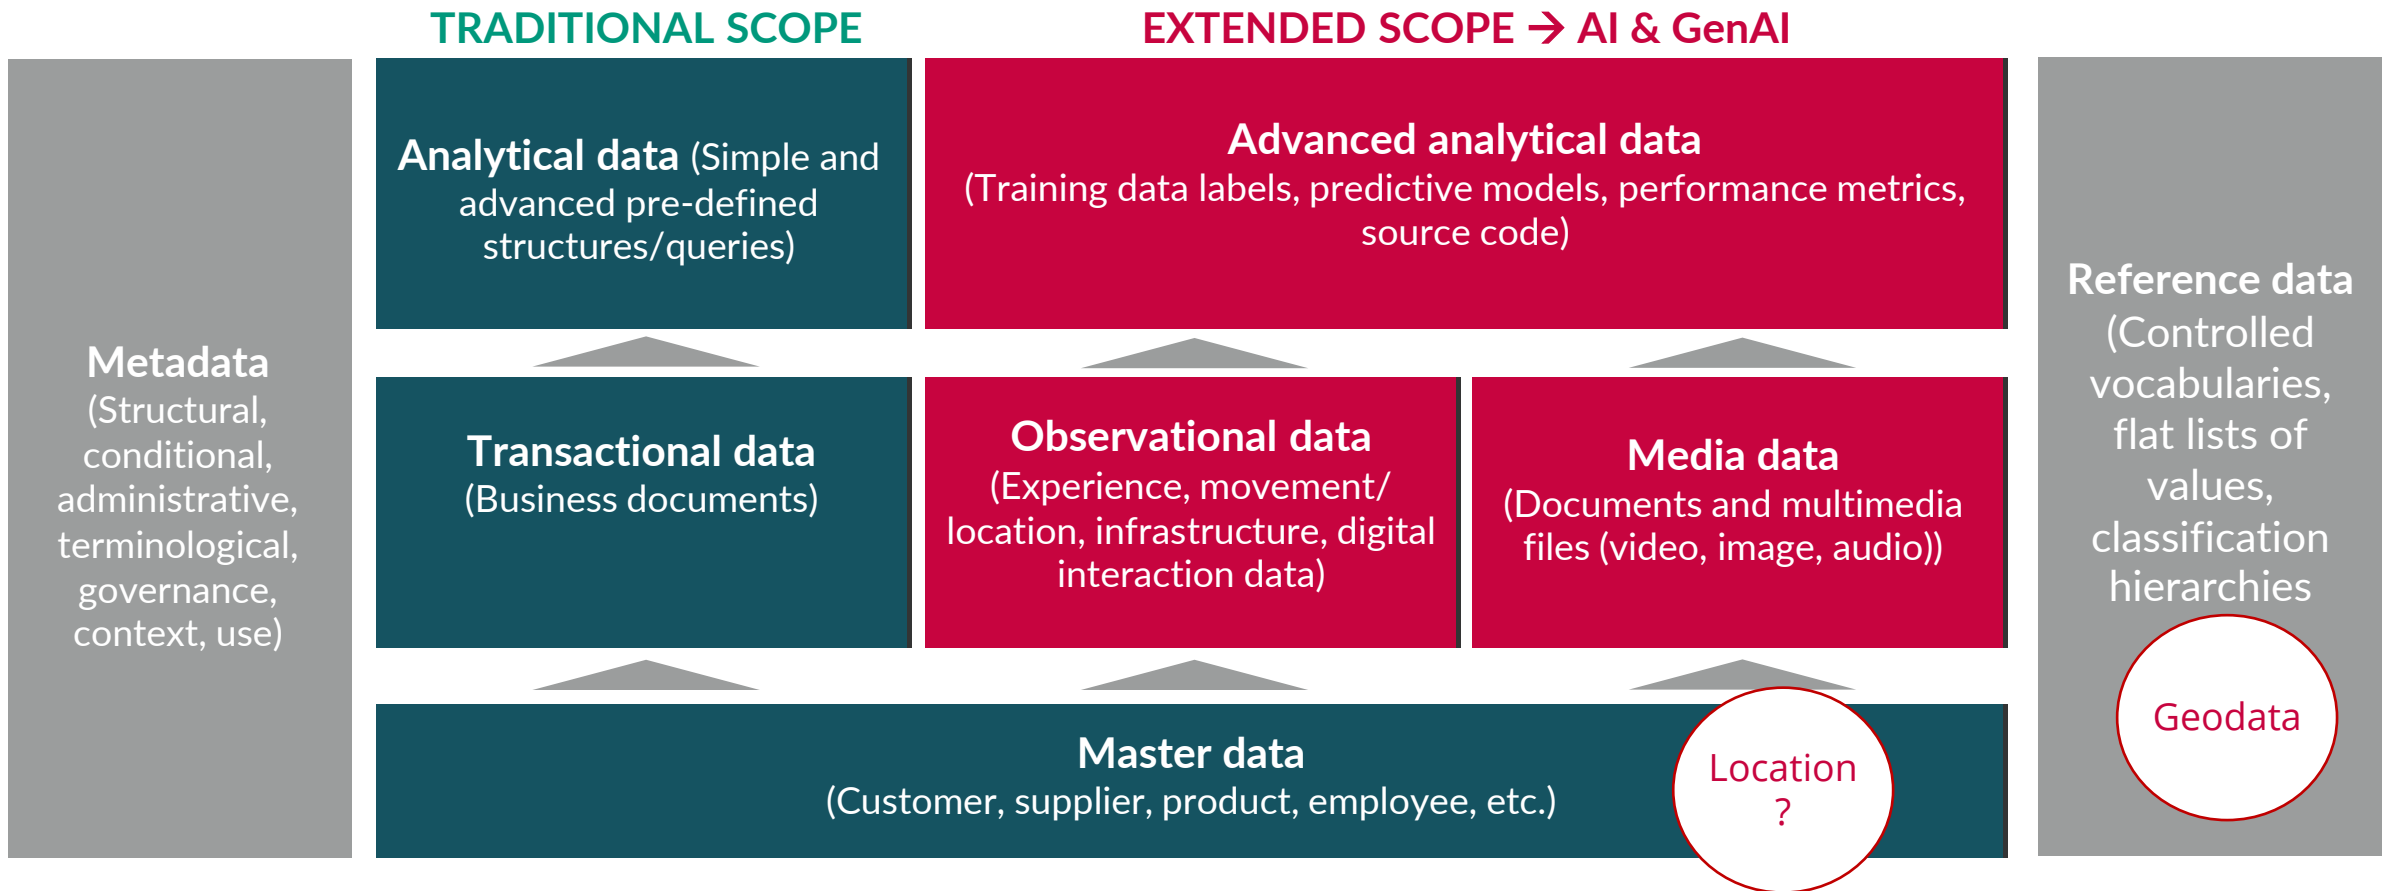 TRADITIONAL SCOPE
EXTENDED SCOPE → AI & GenAI
Metadata
(Structural,
conditional,
administrative,
terminological,
governance,
context, use)
Analytical data (Simple and
advanced pre-defined
structures/queries)
Advanced analytical data
(Training data labels, predictive models, performance metrics,
source code)
Transactional data
(Business documents)
Observational data
(Experience, movement/
location, infrastructure, digital
interaction data)
Media data
(Documents and multimedia
files (video, image, audio))
Master data
(Customer, supplier, product, employee, etc.)
Location
?
Reference data
(Controlled
vocabularies,
flat lists of
values,
classification
hierarchies
Geodata